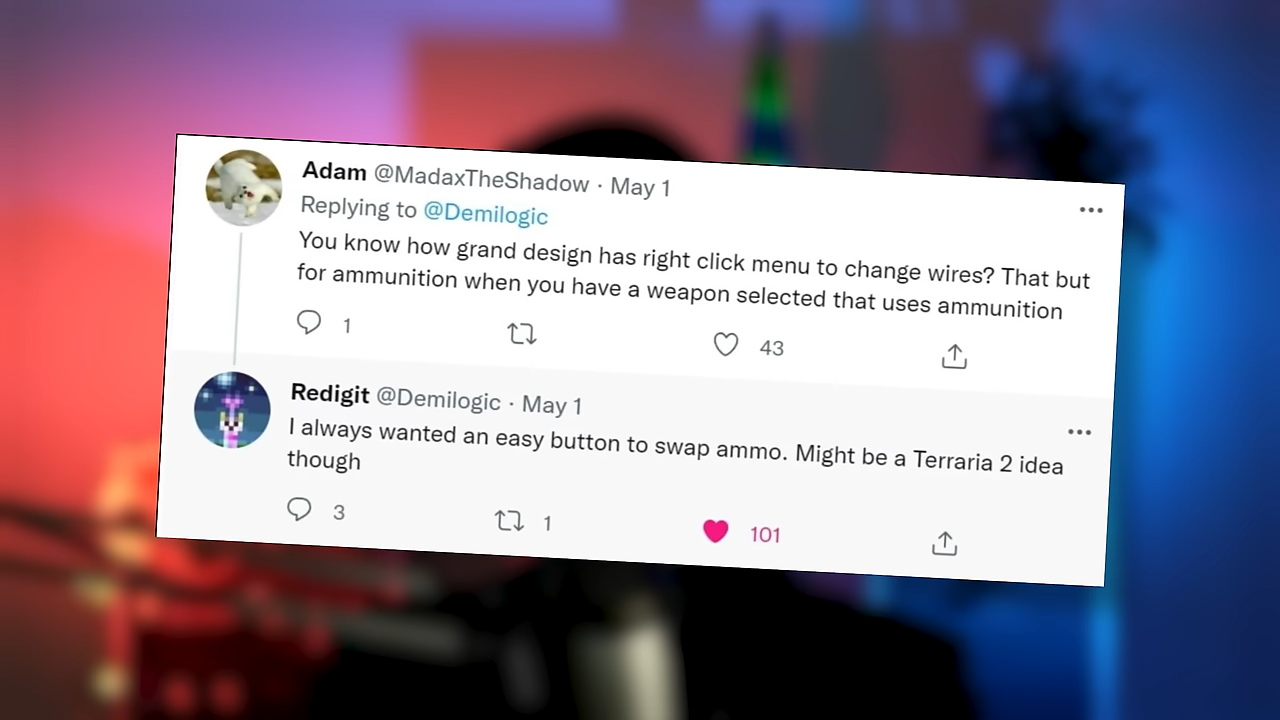 Adam @MadaxTheShadow · May 1
Replying to @Demilogic
You know how grand design has right click menu to change wires? That but
for ammunition when you have a weapon selected that uses ammunition
1 43
Redigit @Demilogic · May 1
I always wanted an easy button to swap ammo. Might be a Terraria 2 idea
though
3 1 101